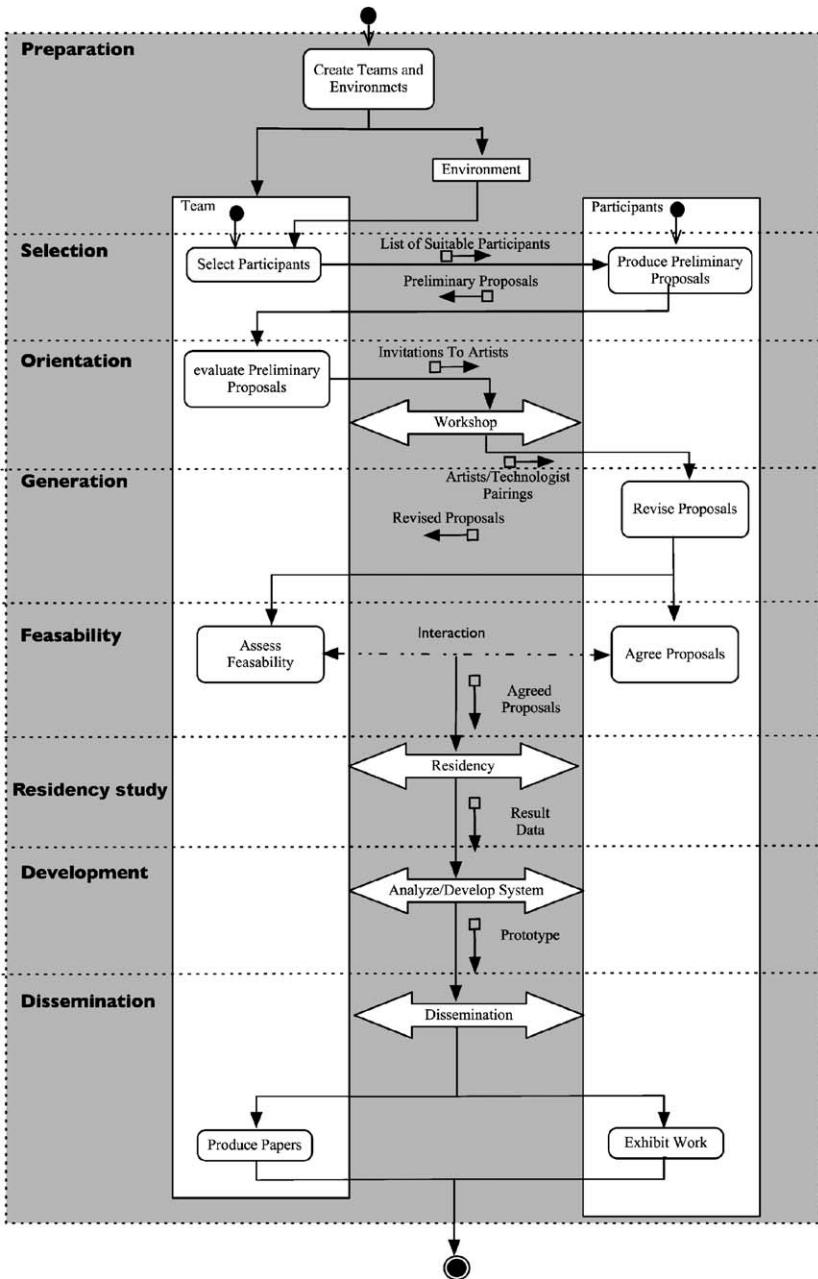 Preparation
Create Teams and
Environmcts
Environment
Team
Participants
Selection
List of Suitable Participants
Select Participants
Produce Preliminary
Proposals
Preliminary Proposals
Orientation
Invitations To Artists
evaluate Preliminary
Proposals
Workshop
Generation
Artists/Technologist
Pairings
Revise Proposals
Revised Proposals
Feasability
Interaction
Assess
Feasability
Agree Proposals
Agreed
Proposals
Residency
Residency study
Result
Data
Development
Analyze/Develop System
Prototype
Dissemination
Dissemination
Produce Papers
Exhibit Work